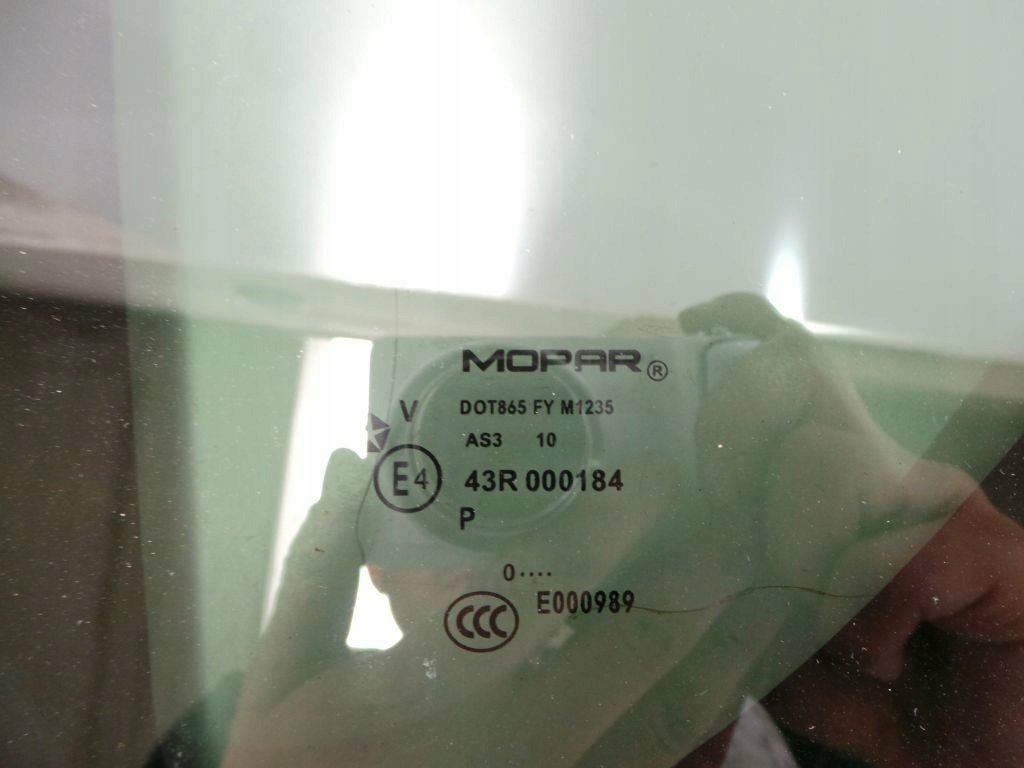 MOPAR®
V
DOT865 FY M1235
AS3 10
E4 43R 000184
P
0....
CCC E000989